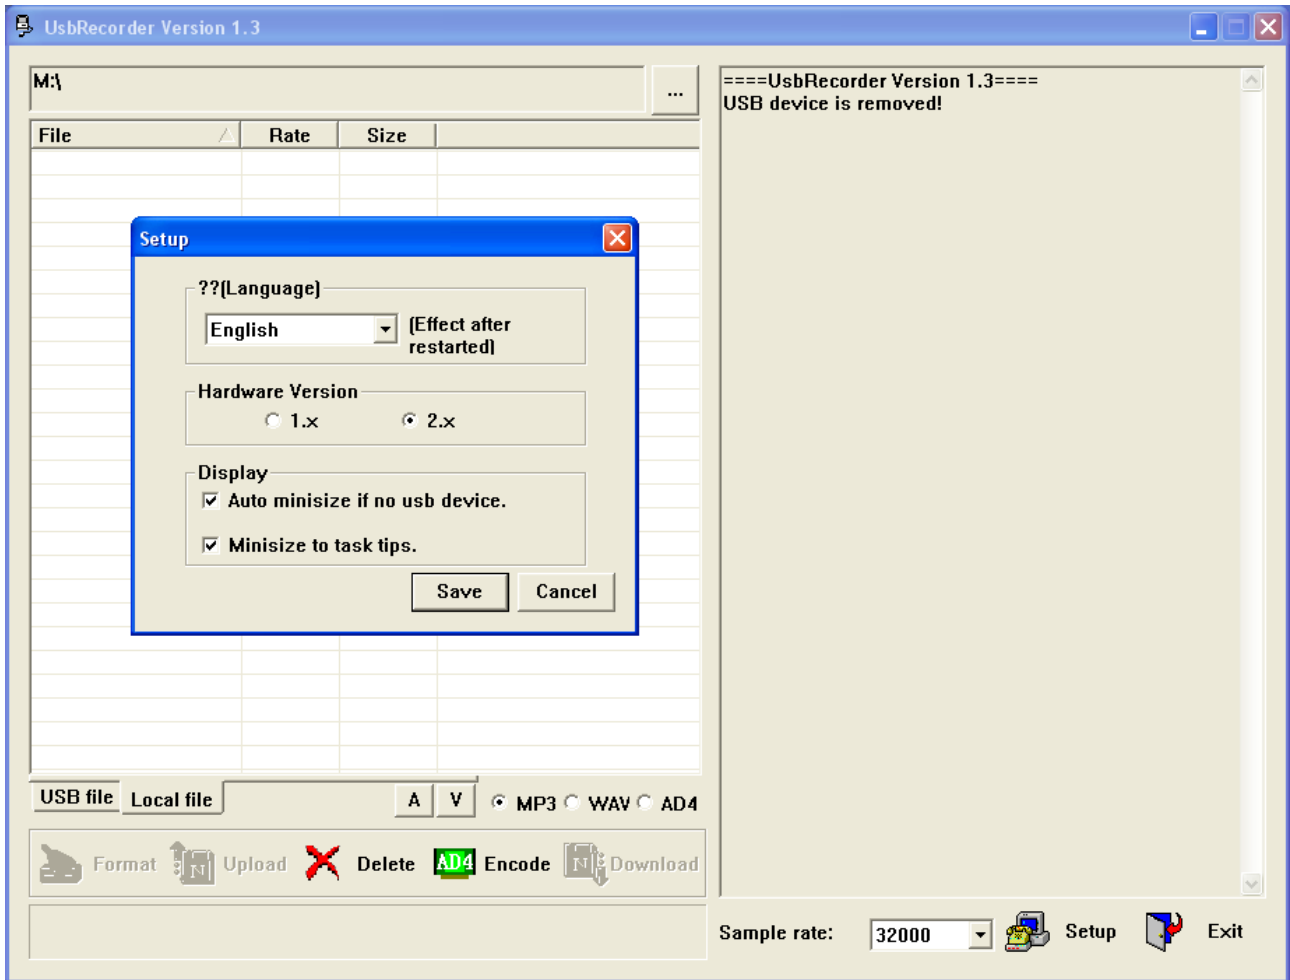 UsbRecorder Version 1.3
M:\
...
====UsbRecorder Version 1.3====
USB device is removed!
File Rate Size
Setup
??(Language)
English
(Effect after
restarted)
Hardware Version
1.x 2.x
Display
Auto minisize if no usb device.
Minisize to task tips.
Save Cancel
USB file Local file A V MP3 WAV AD4
Format N Upload Delete AD4 Encode N Download
Sample rate: 32000 Setup Exit